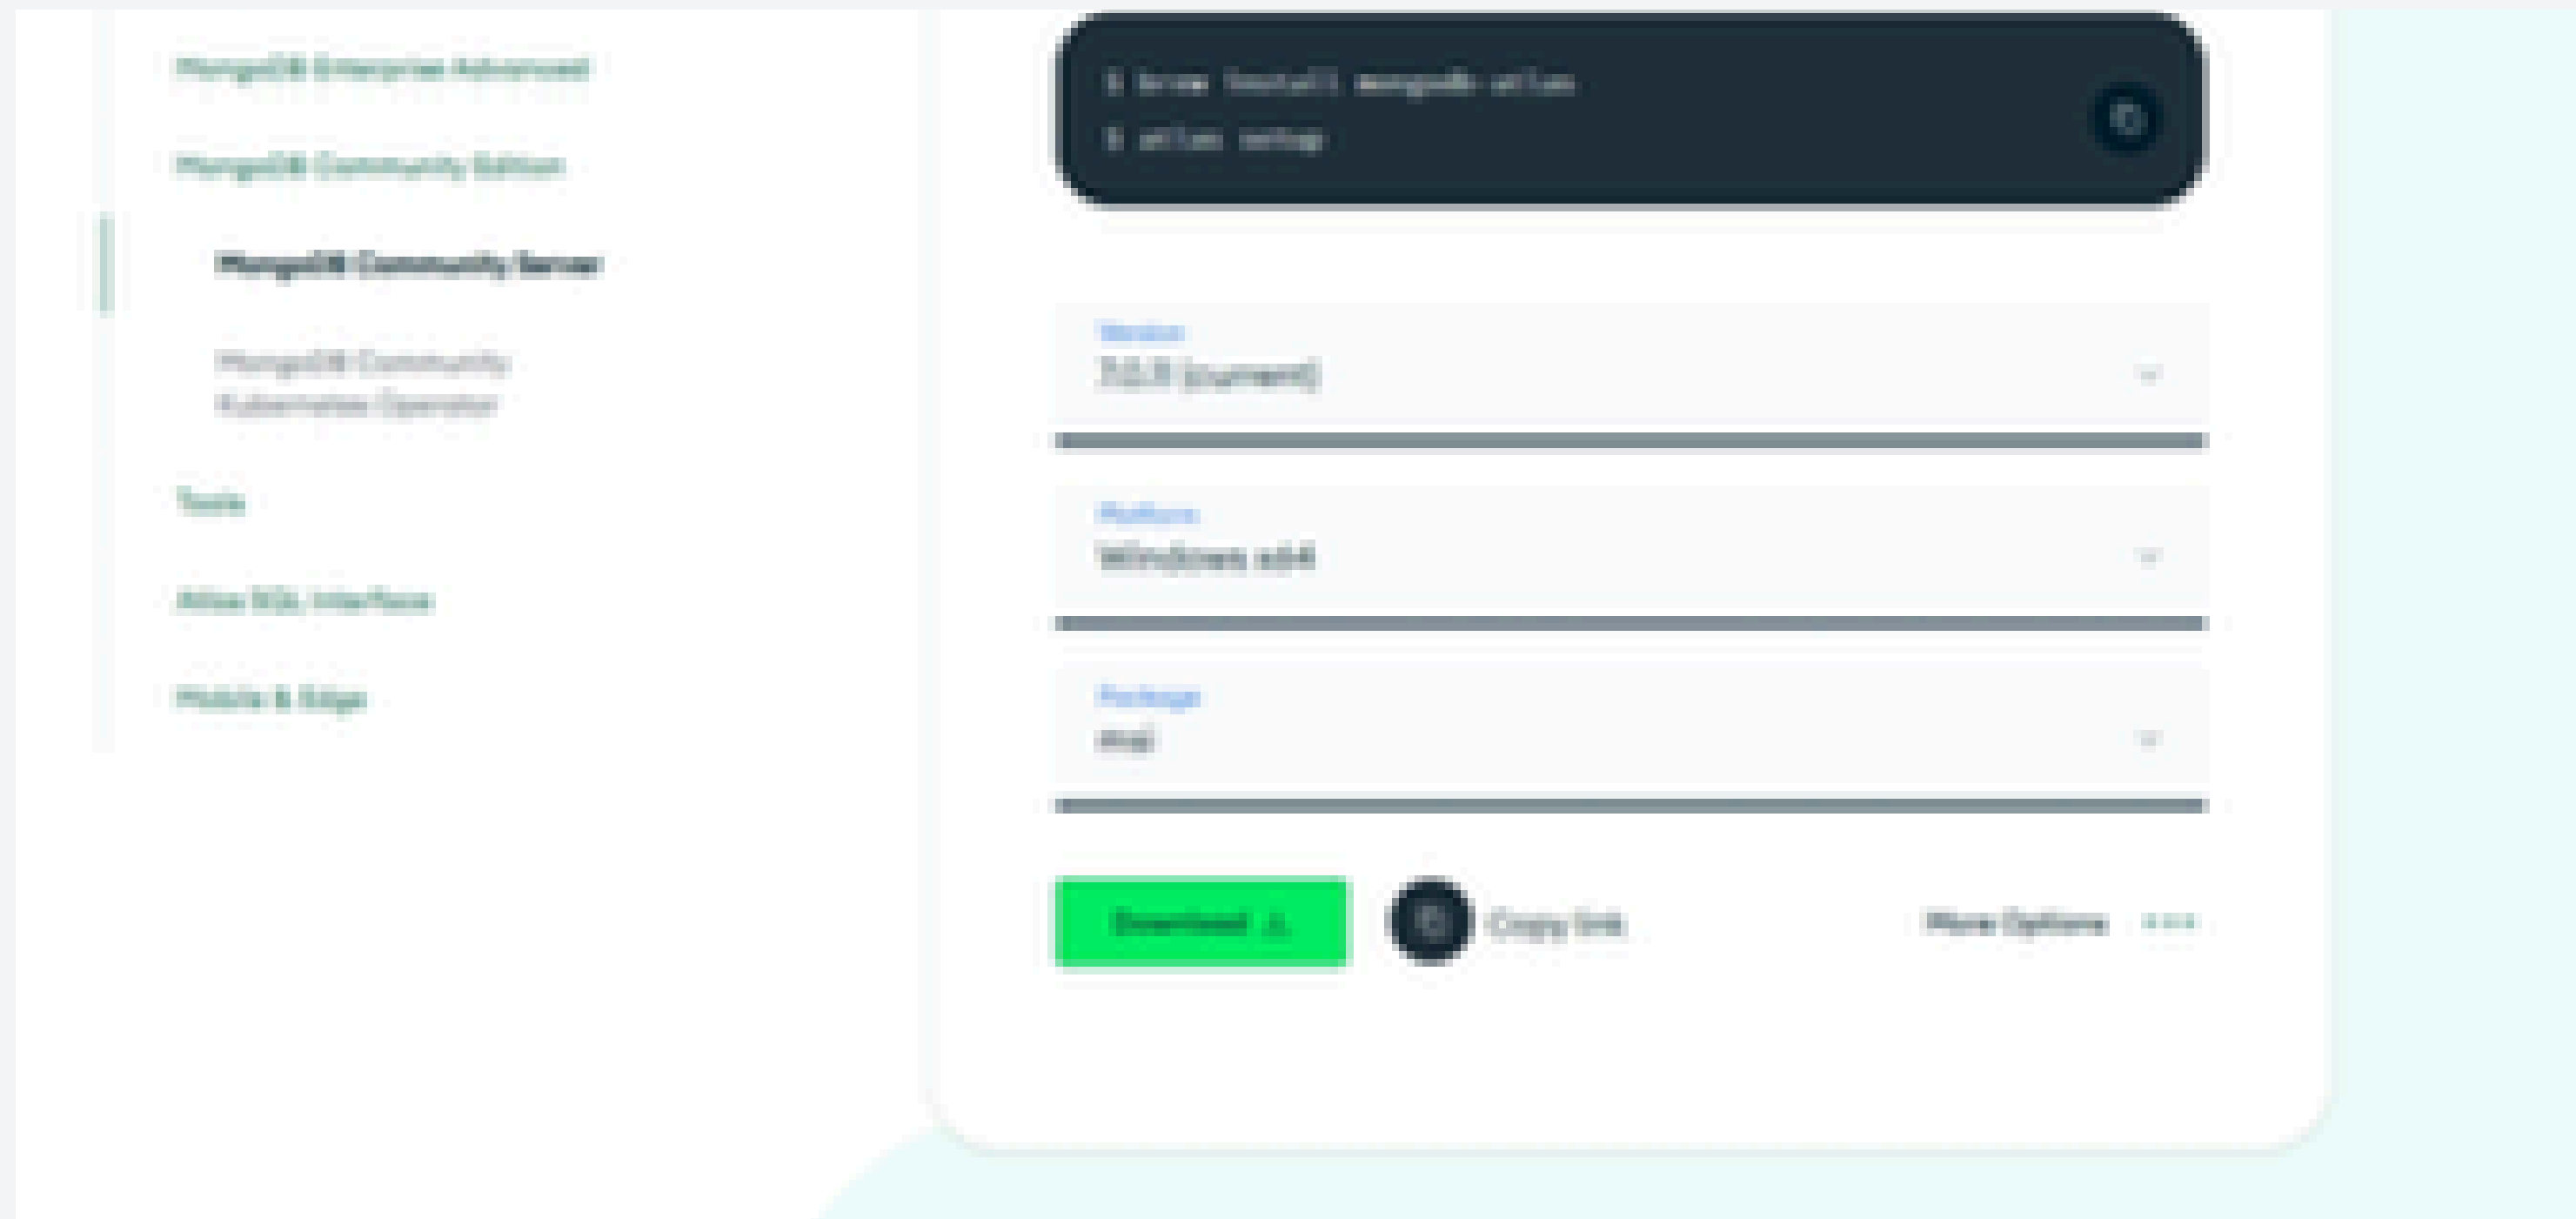 MongoDB Enterprise Advanced
MongoDB Community Edition
MongoDB Community Server
MongoDB Community
Kubernetes Operator
Tools
Atlas SQL Interface
Mobile & Edge
$ brew install mongodb-atlas
$ atlas setup
Version
(current)
Platform
Windows x64
Package
msi
Download
Copy link
More Options